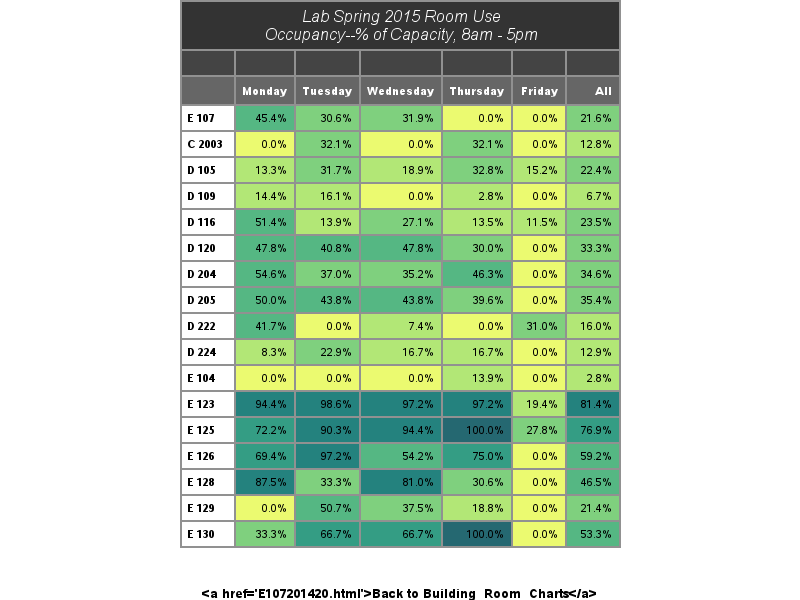 Lab Spring 2015 Room Use
Occupancy--% of Capacity, 8am - 5pm
Monday Tuesday Wednesday Thursday Friday All
E 107 45.4% 30.6% 31.9% 0.0% 0.0% 21.6%
C 2003 0.0% 32.1% 0.0% 32.1% 0.0% 12.8%
D 105 13.3% 31.7% 18.9% 32.8% 15.2% 22.4%
D 109 14.4% 16.1% 0.0% 2.8% 0.0% 6.7%
D 116 51.4% 13.9% 27.1% 13.5% 11.5% 23.5%
D 120 47.8% 40.8% 47.8% 30.0% 0.0% 33.3%
D 204 54.6% 37.0% 35.2% 46.3% 0.0% 34.6%
D 205 50.0% 43.8% 43.8% 39.6% 0.0% 35.4%
D 222 41.7% 0.0% 7.4% 0.0% 31.0% 16.0%
D 224 8.3% 22.9% 16.7% 16.7% 0.0% 12.9%
E 104 0.0% 0.0% 0.0% 13.9% 0.0% 2.8%
E 123 94.4% 98.6% 97.2% 97.2% 19.4% 81.4%
E 125 72.2% 90.3% 94.4% 100.0% 27.8% 76.9%
E 126 69.4% 97.2% 54.2% 75.0% 0.0% 59.2%
E 128 87.5% 33.3% 81.0% 30.6% 0.0% 46.5%
E 129 0.0% 50.7% 37.5% 18.8% 0.0% 21.4%
E 130 33.3% 66.7% 66.7% 100.0% 0.0% 53.3%
<a href='E107201420.html'>Back to Building_Room_Charts</a>